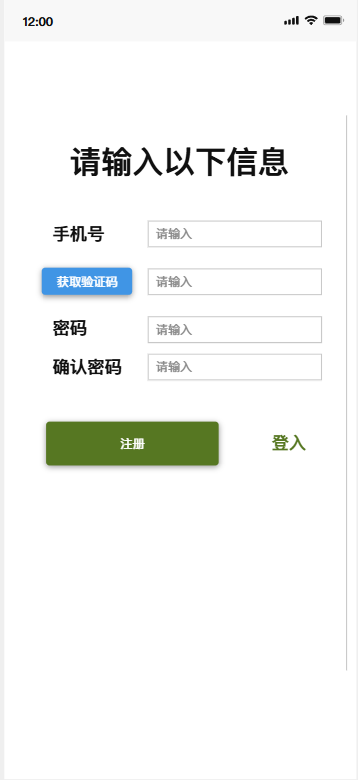 12:00
请输入以下信息
手机号 请输入
获取验证码 请输入
密码 请输入
确认密码 请输入
注册 登入